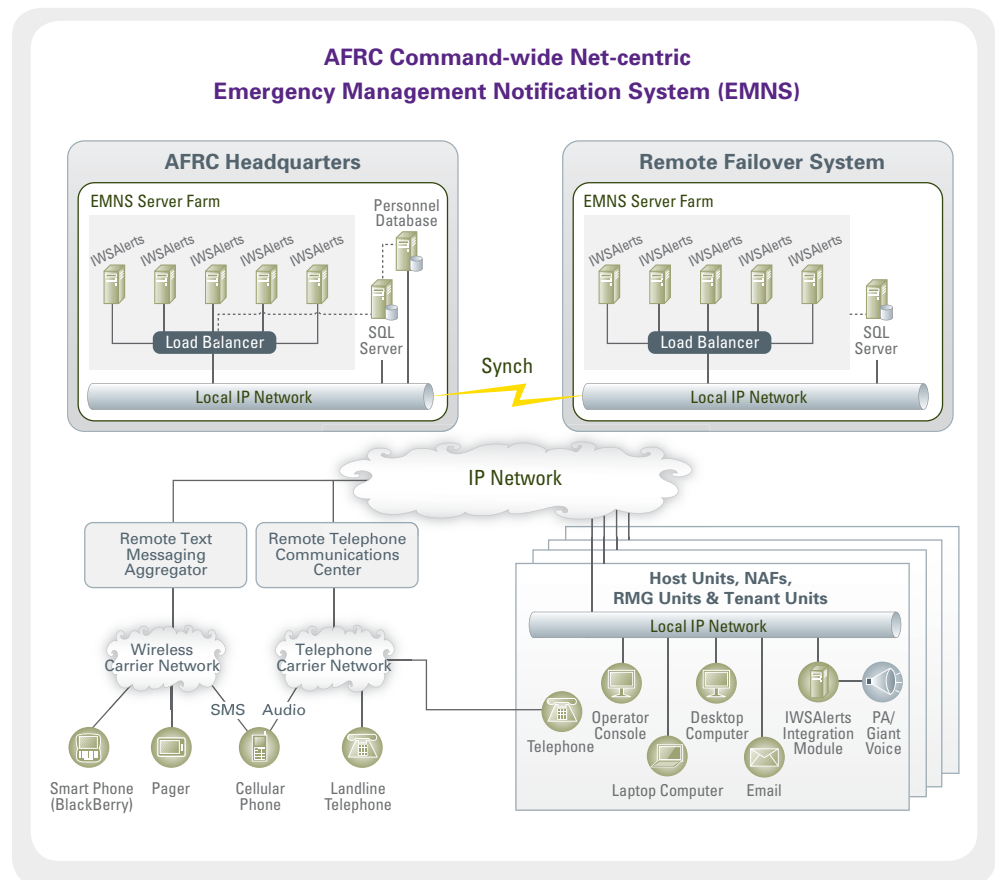 AFRC Command-wide Net-centric
Emergency Management Notification System (EMNS)
AFRC Headquarters
EMNS Server Farm
Personnel
Database
IWSAlerts
IWSAlerts
IWSAlerts
IWSAlerts
IWSAlerts
Load Balancer
SQL
Server
Local IP Network
Synch
Remote Failover System
EMNS Server Farm
IWSAlerts
IWSAlerts
IWSAlerts
IWSAlerts
IWSAlerts
Load Balancer
SQL
Server
Local IP Network
IP Network
Remote Text
Messaging
Aggregator
Remote Telephone
Communications
Center
Wireless
Carrier Network
Telephone
Carrier Network
SMS
Audio
Smart Phone
(BlackBerry)
Pager
Cellular
Phone
Landline
Telephone
Host Units, NAFs,
RMG Units & Tenant Units
Local IP Network
Telephone
Operator
Console
Laptop Computer
Desktop
Computer
Email
IWSAlerts
Integration
Module
PA/
Giant
Voice